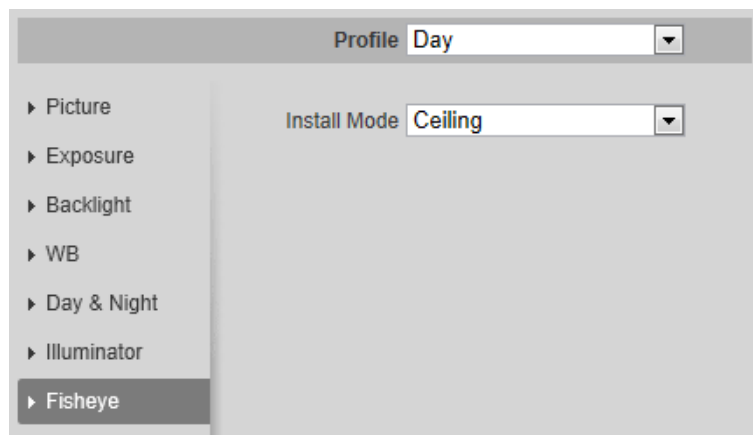 Profile Day
Picture
Install Mode Ceiling
Exposure
Backlight
WB
Day & Night
Illuminator
Fisheye